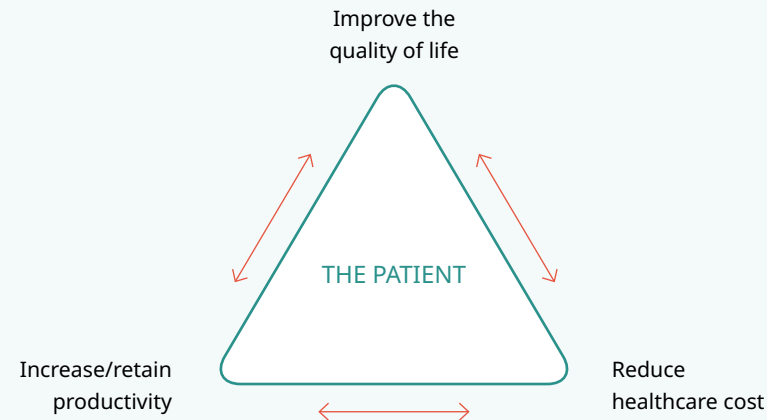 Improve the
quality of life
THE PATIENT
Increase/retain
productivity
Reduce
healthcare cost